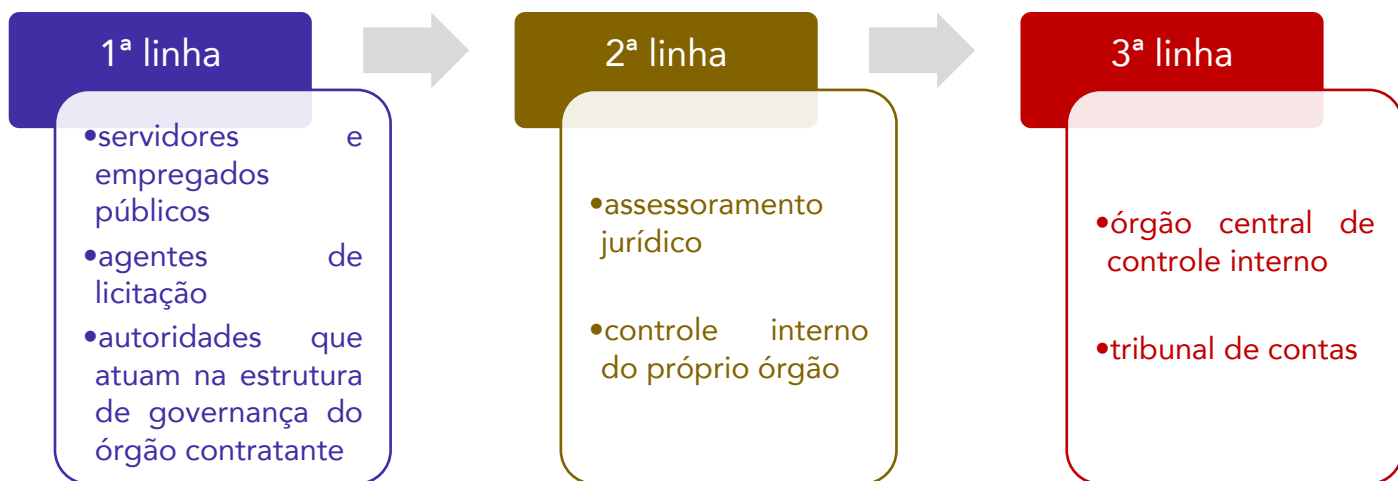 1ª linha
•servidores e
empregados
públicos
•agentes de
licitação
•autoridades que
atuam na estrutura
de governança do
órgão contratante
2ª linha
•assessoramento
jurídico
•controle interno
do próprio órgão
3ª linha
•órgão central de
controle interno
•tribunal de contas